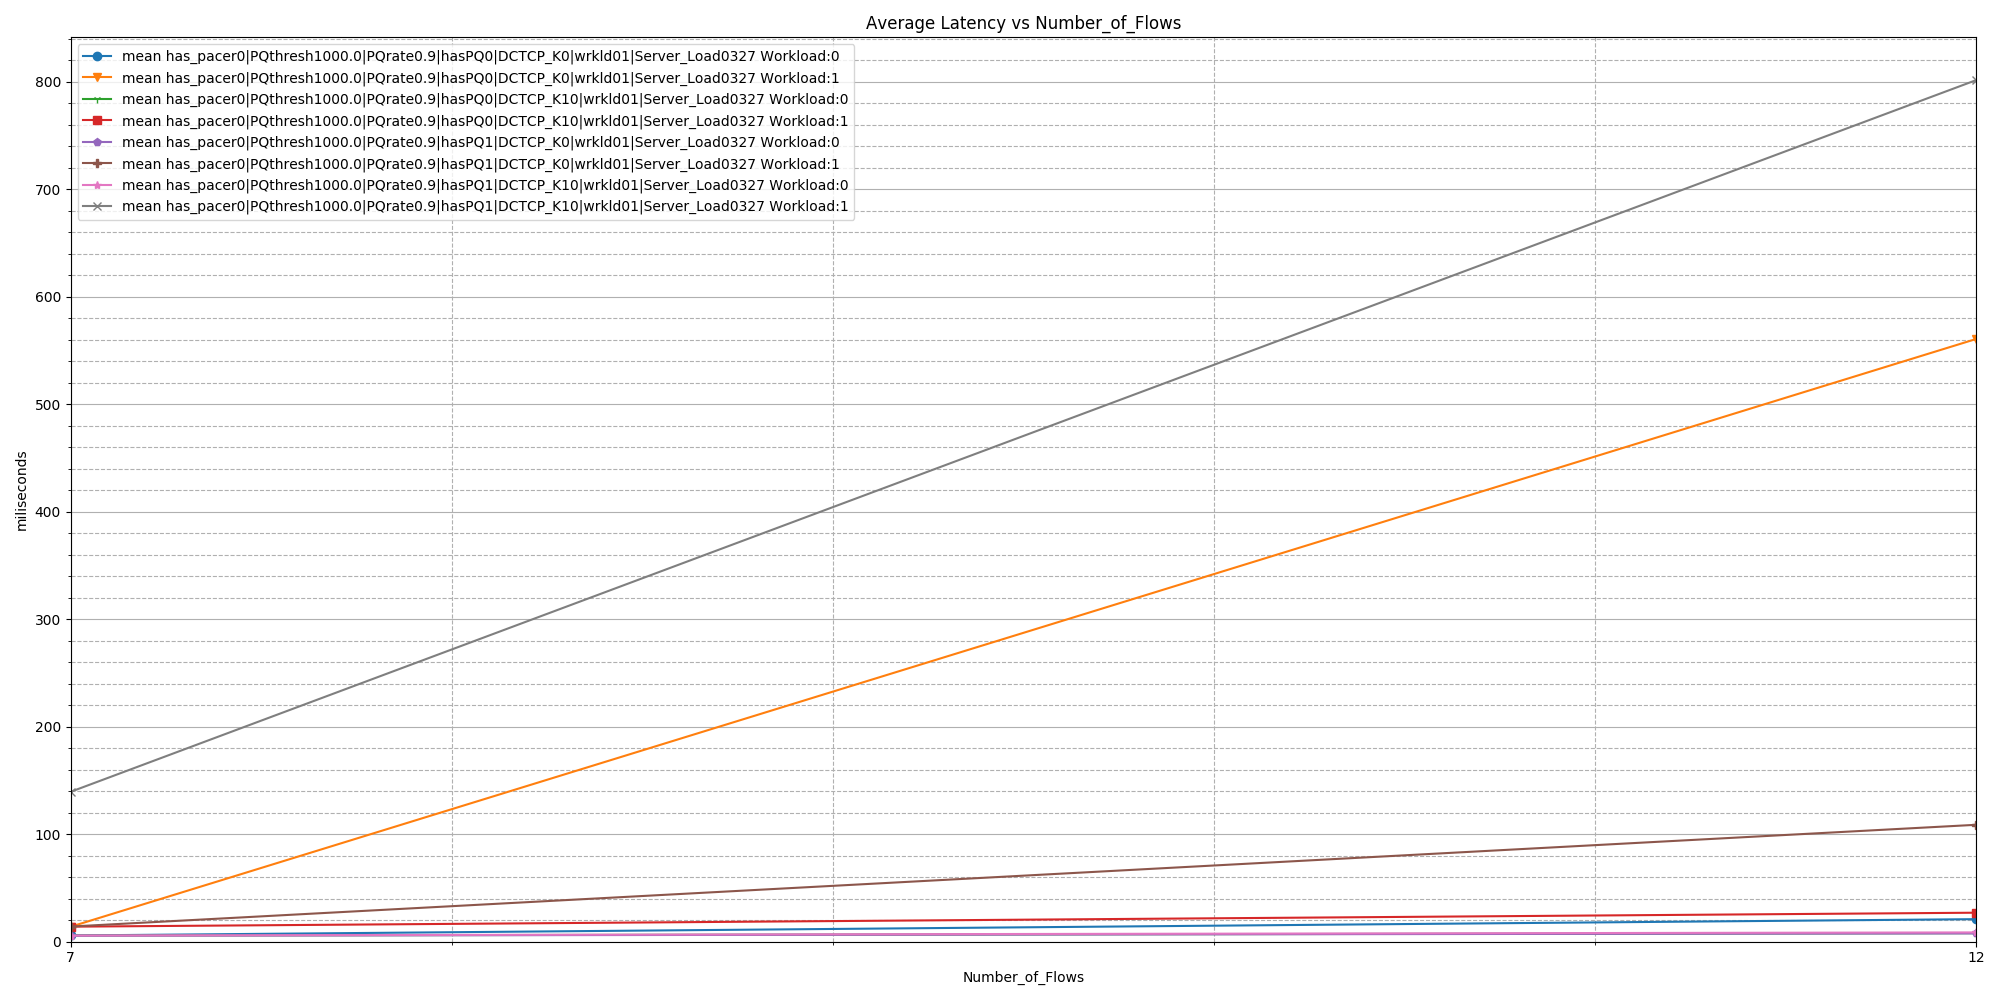 Average Latency vs Number_of_Flows
mean has_pacer0|PQthresh1000.0|PQrate0.9|hasPQ0|DCTCP_K0|wrkld01|Server_Load0327 Workload:0
mean has_pacer0|PQthresh1000.0|PQrate0.9|hasPQ0|DCTCP_K0|wrkld01|Server_Load0327 Workload:1
mean has_pacer0|PQthresh1000.0|PQrate0.9|hasPQ0|DCTCP_K10|wrkld01|Server_Load0327 Workload:0
mean has_pacer0|PQthresh1000.0|PQrate0.9|hasPQ0|DCTCP_K10|wrkld01|Server_Load0327 Workload:1
mean has_pacer0|PQthresh1000.0|PQrate0.9|hasPQ1|DCTCP_K0|wrkld01|Server_Load0327 Workload:0
mean has_pacer0|PQthresh1000.0|PQrate0.9|hasPQ1|DCTCP_K0|wrkld01|Server_Load0327 Workload:1
mean has_pacer0|PQthresh1000.0|PQrate0.9|hasPQ1|DCTCP_K10|wrkld01|Server_Load0327 Workload:0
mean has_pacer0|PQthresh1000.0|PQrate0.9|hasPQ1|DCTCP_K10|wrkld01|Server_Load0327 Workload:1
800
700
600
500
400
300
200
100
0
miliseconds
7
12
Number_of_Flows